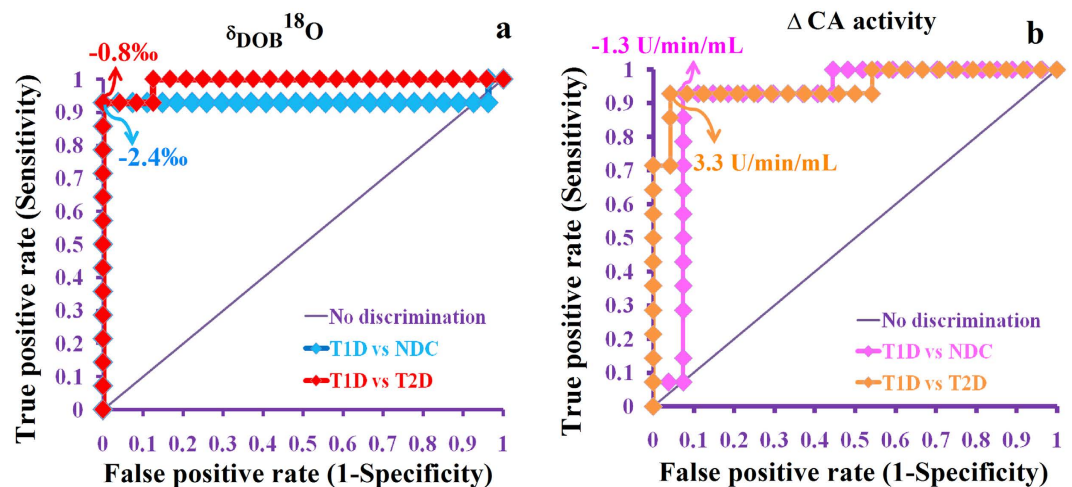 δDOB18O
a
-0.8‰
-2.4‰
True positive rate (Sensitivity)
1
0.9
0.8
0.7
0.6
0.5
0.4
0.3
0.2
0.1
0
No discrimination
T1D vs NDC
T1D vs T2D
0 0.1 0.2 0.3 0.4 0.5 0.6 0.7 0.8 0.9 1
False positive rate (1-Specificity)
Δ CA activity
b
-1.3 U/min/mL
3.3 U/min/mL
True positive rate (Sensitivity)
1
0.9
0.8
0.7
0.6
0.5
0.4
0.3
0.2
0.1
0
No discrimination
T1D vs NDC
T1D vs T2D
0 0.1 0.2 0.3 0.4 0.5 0.6 0.7 0.8 0.9 1
False positive rate (1-Specificity)